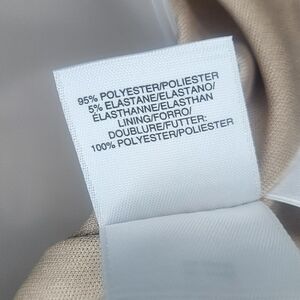 95% POLYESTER/POLIESTER
5% ELASTANE/ELASTANO/
ÉLASTHANNE/ELASTHAN
LINING/FORRO/
DOUBLURE/FUTTER:
100% POLYESTER/POLIESTER